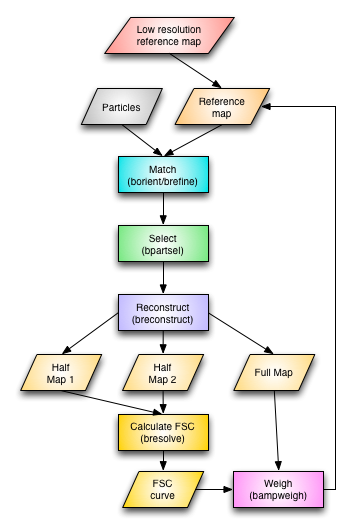 Low resolution
reference map
Particles
Reference
map
Match
(borient/brefine)
Select
(bpartsel)
Reconstruct
(breconstruct)
Half
Map 1
Half
Map 2
Full Map
Calculate FSC
(bresolve)
FSC
curve
Weigh
(bampweigh)